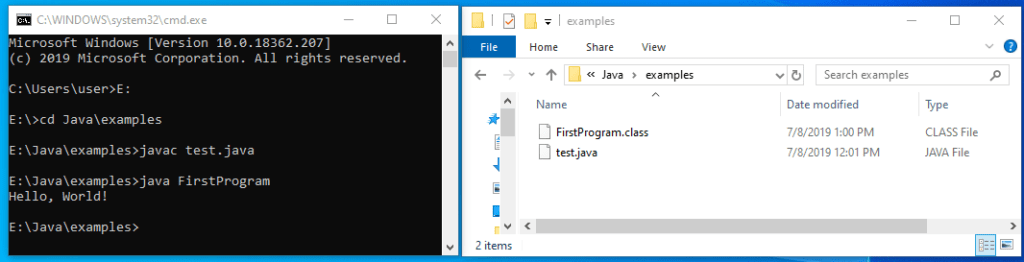 C:\WINDOWS\system32\cmd.exe
Microsoft Windows [Version 10.0.18362.207]
(c) 2019 Microsoft Corporation. All rights reserved.
C:\Users\user>E:
E:\>cd Java\examples
E:\Java\examples>javac test.java
E:\Java\examples>java FirstProgram
Hello, World!
E:\Java\examples>
examples
File Home Share View
« Java > examples
Search examples
Name Date modified Type
FirstProgram.class 7/8/2019 1:00 PM CLASS File
test.java 7/8/2019 12:01 PM JAVA File
2 items